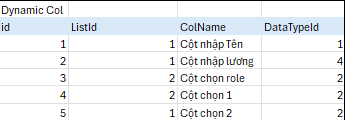 Dynamic Col
id ListId ColName DataTypeId
1 1 Cột nhập Tên 1
2 1 Cột nhập lương 4
3 2 Cột chọn role 2
4 2 Cột chọn 1 2
5 1 Cột chọn 2 2